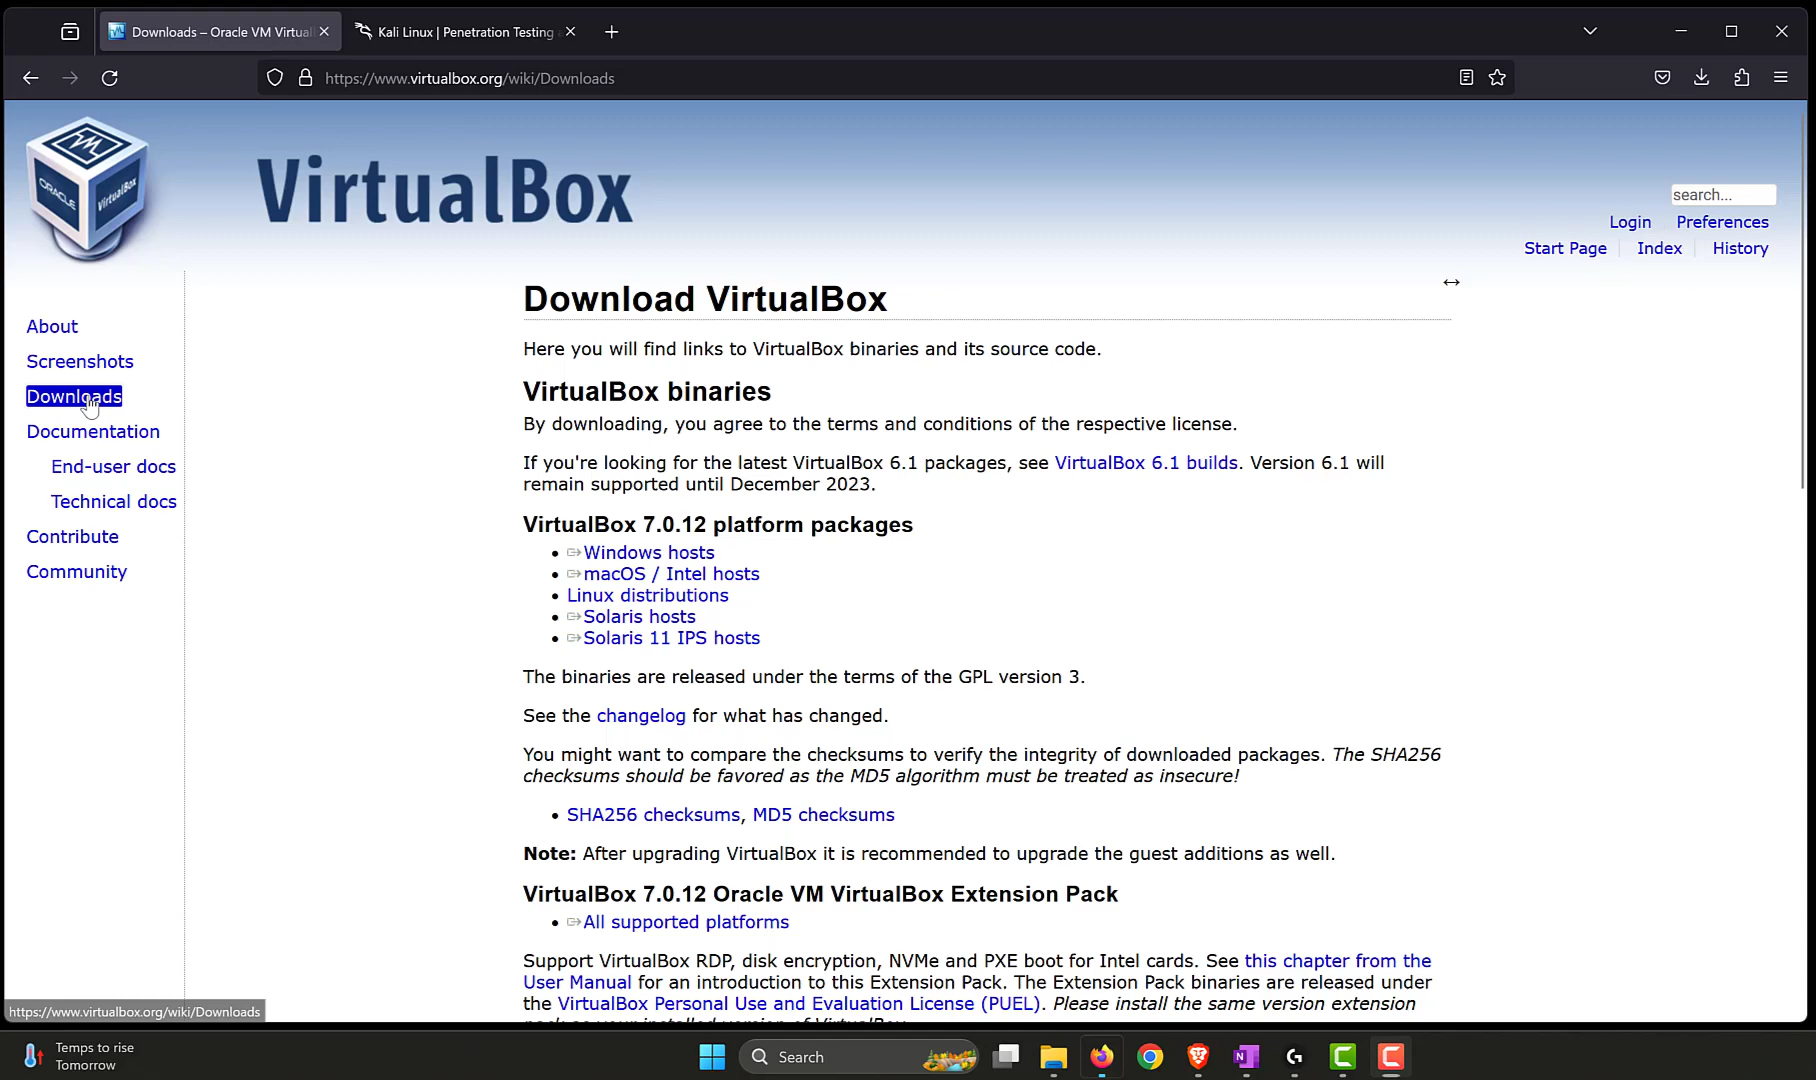 Downloads – Oracle VM Virtual
Kali Linux | Penetration Testing
https://www.virtualbox.org/wiki/Downloads
ORACLE
VirtualBox
VirtualBox
search...
Login Preferences
Start Page Index History
About
Screenshots
Downloads
Documentation
End-user docs
Technical docs
Contribute
Community
Download VirtualBox
Here you will find links to VirtualBox binaries and its source code.
VirtualBox binaries
By downloading, you agree to the terms and conditions of the respective license.
If you're looking for the latest VirtualBox 6.1 packages, see VirtualBox 6.1 builds. Version 6.1 will
remain supported until December 2023.
VirtualBox 7.0.12 platform packages
• Windows hosts
• macOS / Intel hosts
• Linux distributions
• Solaris hosts
• Solaris 11 IPS hosts
The binaries are released under the terms of the GPL version 3.
See the changelog for what has changed.
You might want to compare the checksums to verify the integrity of downloaded packages. The SHA256
checksums should be favored as the MD5 algorithm must be treated as insecure!
• SHA256 checksums, MD5 checksums
Note: After upgrading VirtualBox it is recommended to upgrade the guest additions as well.
VirtualBox 7.0.12 Oracle VM VirtualBox Extension Pack
• All supported platforms
Support VirtualBox RDP, disk encryption, NVMe and PXE boot for Intel cards. See this chapter from the
User Manual for an introduction to this Extension Pack. The Extension Pack binaries are released under
the VirtualBox Personal Use and Evaluation License (PUEL). Please install the same version extension
pack as your installed version of VirtualBox
https://www.virtualbox.org/wiki/Downloads
Temps to rise
Tomorrow
Search